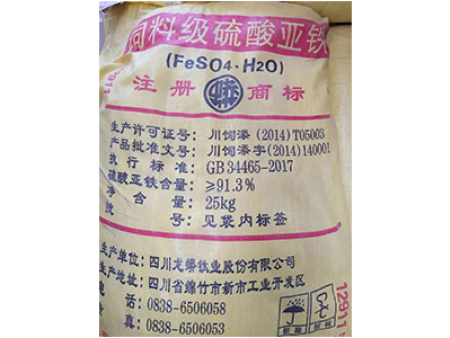 饲料级硫酸亚铁
(FeSO4·H2O)
注册 商标
生产许可证号：川饲添（2014）T05003
产品批准文号：川饲添字(2014)140001
执行标准：GB 34465-2017
硫酸亚铁含量：≥91.3%
净含量：25kg
号：见袋内标签
生产单位：四川龙蟒钛业股份有限公司
生产地址：四川省绵竹市新市工业开发区
话：0838-6506058
真：0838-6506053
12911